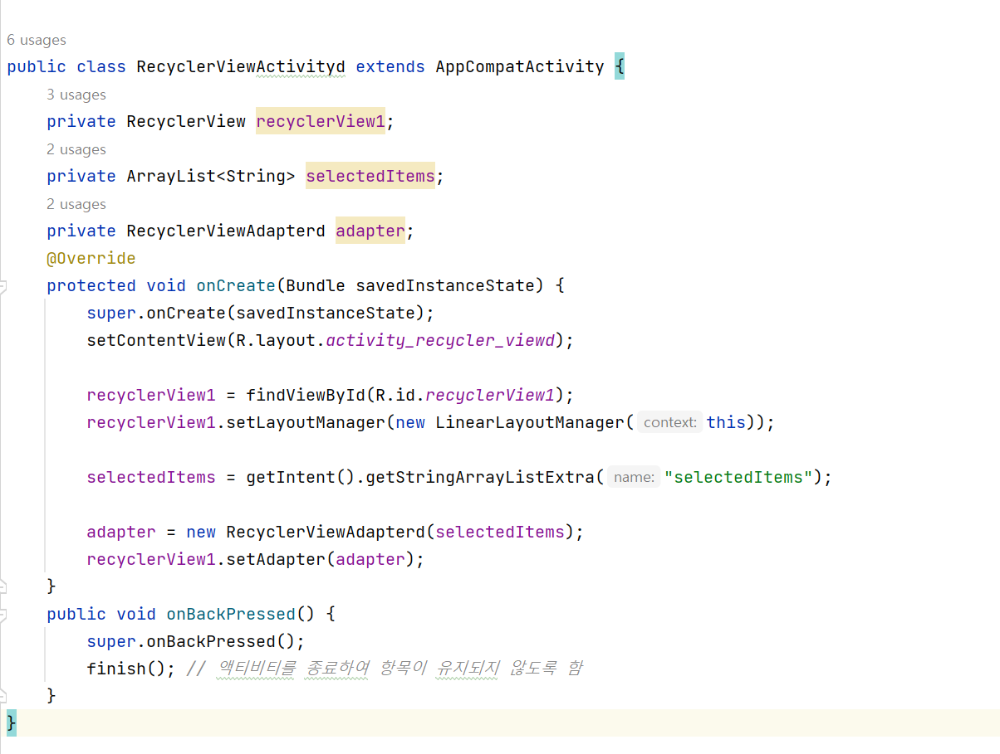 6 usages
public class RecyclerViewActivityd extends AppCompatActivity {
3 usages
private RecyclerView recyclerView1;
2 usages
private ArrayList<String> selectedItems;
2 usages
private RecyclerViewAdapterd adapter;
@Override
protected void onCreate(Bundle savedInstanceState) {
super.onCreate(savedInstanceState);
setContentView(R.layout.activity_recycler_viewd);
recyclerView1 = findViewById(R.id.recyclerView1);
recyclerView1.setLayoutManager(new LinearLayoutManager( context: this));
selectedItems = getIntent().getStringArrayListExtra( name: "selectedItems");
adapter = new RecyclerViewAdapterd(selectedItems);
recyclerView1.setAdapter(adapter);
}
public void onBackPressed() {
super.onBackPressed();
finish(); // 액티비티를 종료하여 항목이 유지되지 않도록 함
}
}